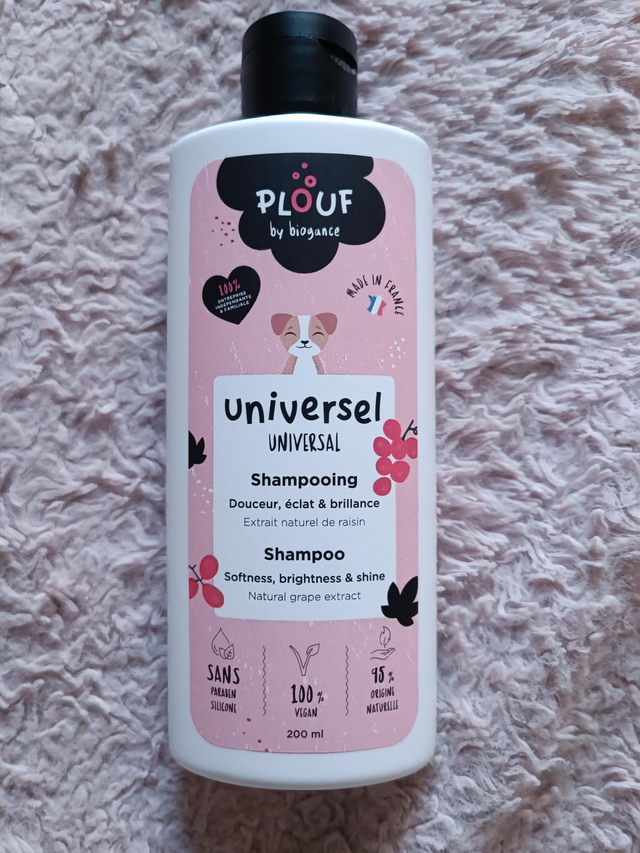 PLOUF
by biogance
100%
ENTREPRISE
INDÉPENDANTE
& FAMILIALE
MADE IN FRANCE
universel
UNIVERSAL
Shampooing
Douceur, éclat & brillance
Extrait naturel de raisin
Shampoo
Softness, brightness & shine
Natural grape extract
SANS
PARABEN
SILICONE
100%
VEGAN
95%
ORIGINE
NATURELLE
200 ml